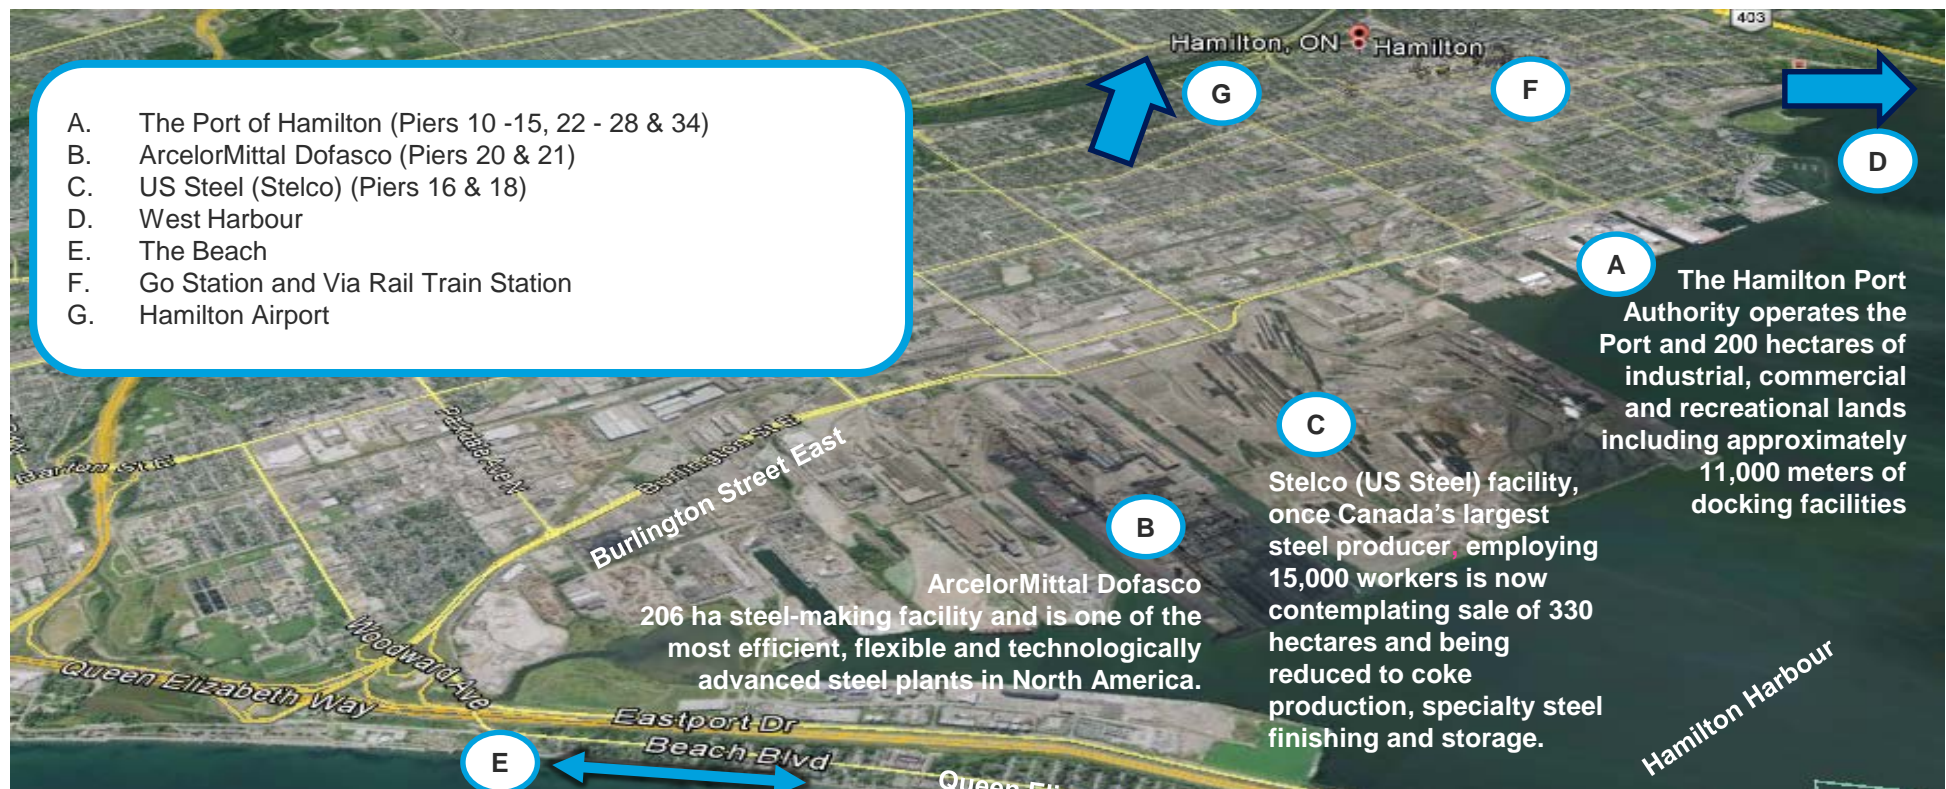 403
Hamilton, ON
Hamilton
G
F
D
A. The Port of Hamilton (Piers 10 -15, 22 - 28 & 34)
B. ArcelorMittal Dofasco (Piers 20 & 21)
C. US Steel (Stelco) (Piers 16 & 18)
D. West Harbour
E. The Beach
F. Go Station and Via Rail Train Station
G. Hamilton Airport
A
The Hamilton Port
Authority operates the
Port and 200 hectares of
industrial, commercial
and recreational lands
including approximately
11,000 meters of
docking facilities
C
Stelco (US Steel) facility,
once Canada’s largest
steel producer, employing
15,000 workers is now
contemplating sale of 330
hectares and being
reduced to coke
production, specialty steel
finishing and storage.
B
ArcelorMittal Dofasco
206 ha steel-making facility and is one of the
most efficient, flexible and technologically
advanced steel plants in North America.
Barton St E
Parkdale Ave N
Burlington St E
Burlington Street East
Woodward Ave
Queen Elizabeth Way
Eastport Dr
Beach Blvd
E
Queen
Hamilton Harbour